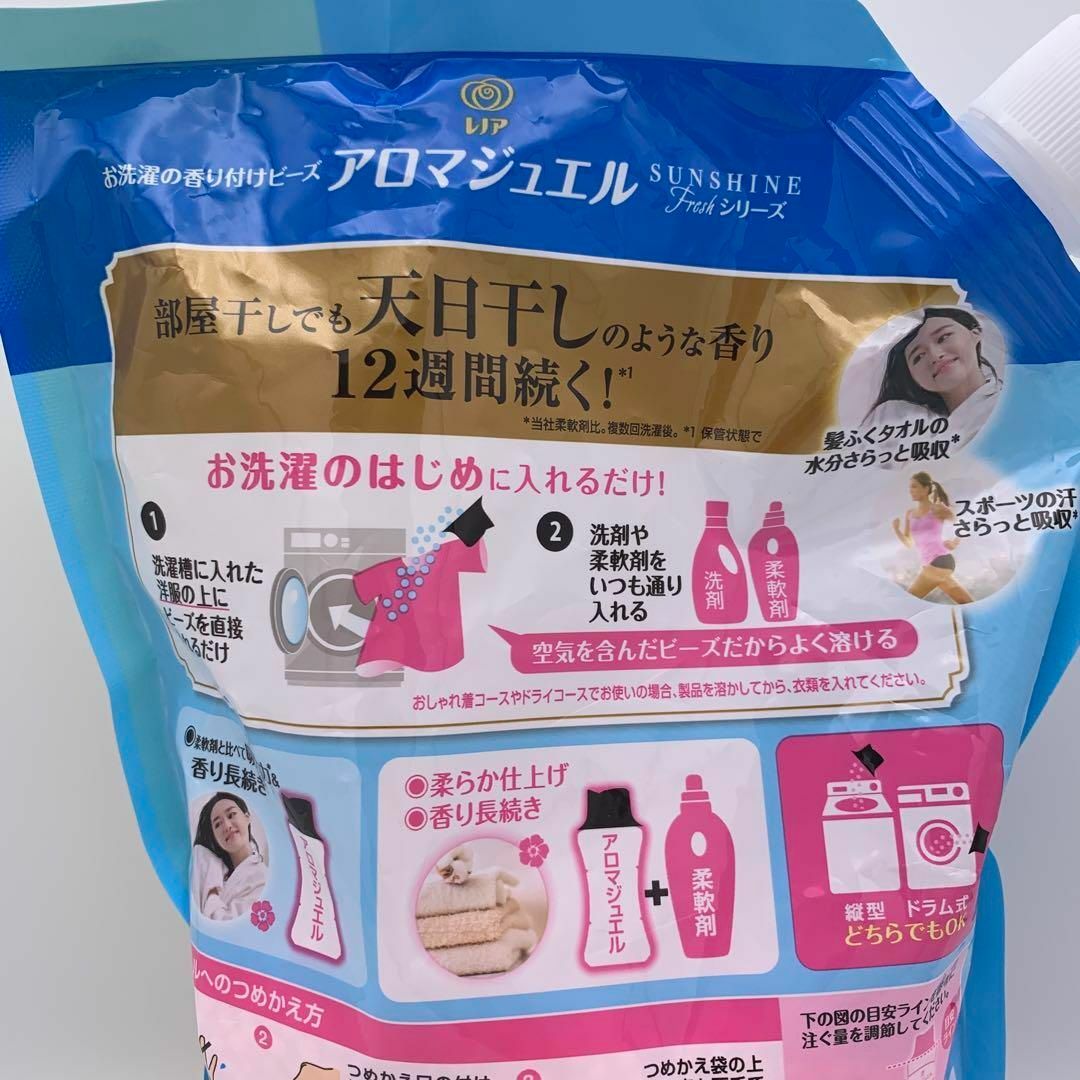 レノア
お洗濯の香り付けビーズ アロマジュエル SUNSHINE
Fresh シリーズ
部屋干しでも天日干しのような香り
12週間続く!*1
*当社柔軟剤比。複数回洗濯後。*1 保管状態で
髪ふくタオルの
水分さらっと吸収*
スポーツの汗
さらっと吸収*
お洗濯のはじめに入れるだけ!
1
洗濯槽に入れた
洋服の上に
ビーズを直接
るだけ
2
洗剤や
柔軟剤を
いつも通り
入れる
洗剤
柔軟剤
空気を含んだビーズだからよく溶ける
おしゃれ着コースやドライコースでお使いの場合、製品を溶かしてから、衣類を入れてください。
◉柔軟剤と比べて
香り長続き
アロマジュエル
◉柔らか仕上げ
◉香り長続き
アロマジュエル
+
柔軟剤
縦型 ドラム式
どちらでもOK
ルへのつめかえ方
2
つめかえ口の付け
3
つめかえ袋の上
下の図の目安ライン
注ぐ量を調節してください。